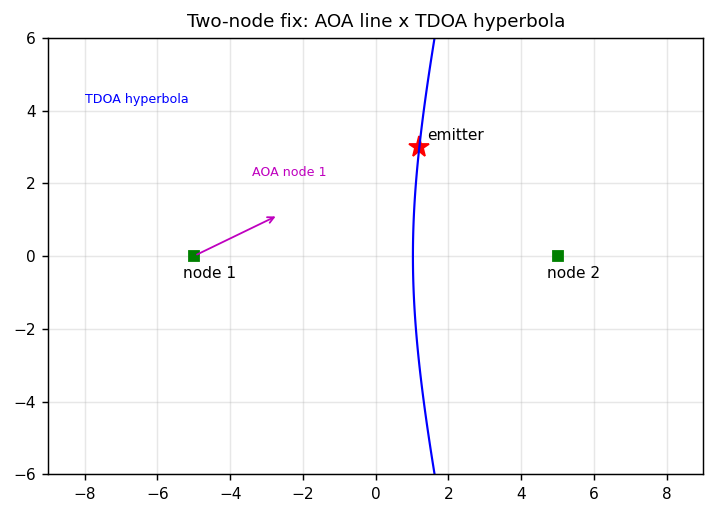 Two-node fix: AOA line x TDOA hyperbola
6
TDOA hyperbola
4
emitter
AOA node 1
2
0
node 1
node 2
−2
−4
−6
−8
−6
−4
−2
0
2
4
6
8